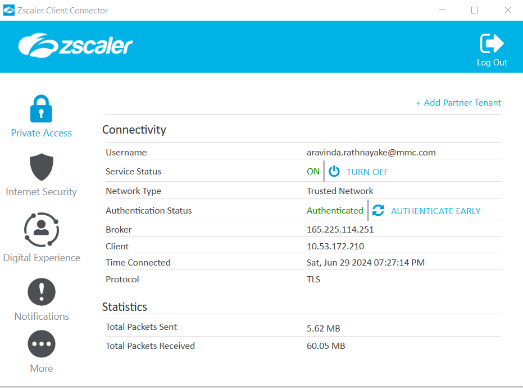 Zscaler Client Connector
zscaler
Log Out
+ Add Partner Tenant
Private Access
Internet Security
Digital Experience
Notifications
More
Connectivity
Username aravinda.rathnayake@mmc.com
Service Status ON TURN OFF
Network Type Trusted Network
Authentication Status Authenticated AUTHENTICATE EARLY
Broker 165.225.114.251
Client 10.53.172.210
Time Connected Sat, Jun 29 2024 07:27:14 PM
Protocol TLS
Statistics
Total Packets Sent 5.62 MB
Total Packets Received 60.05 MB